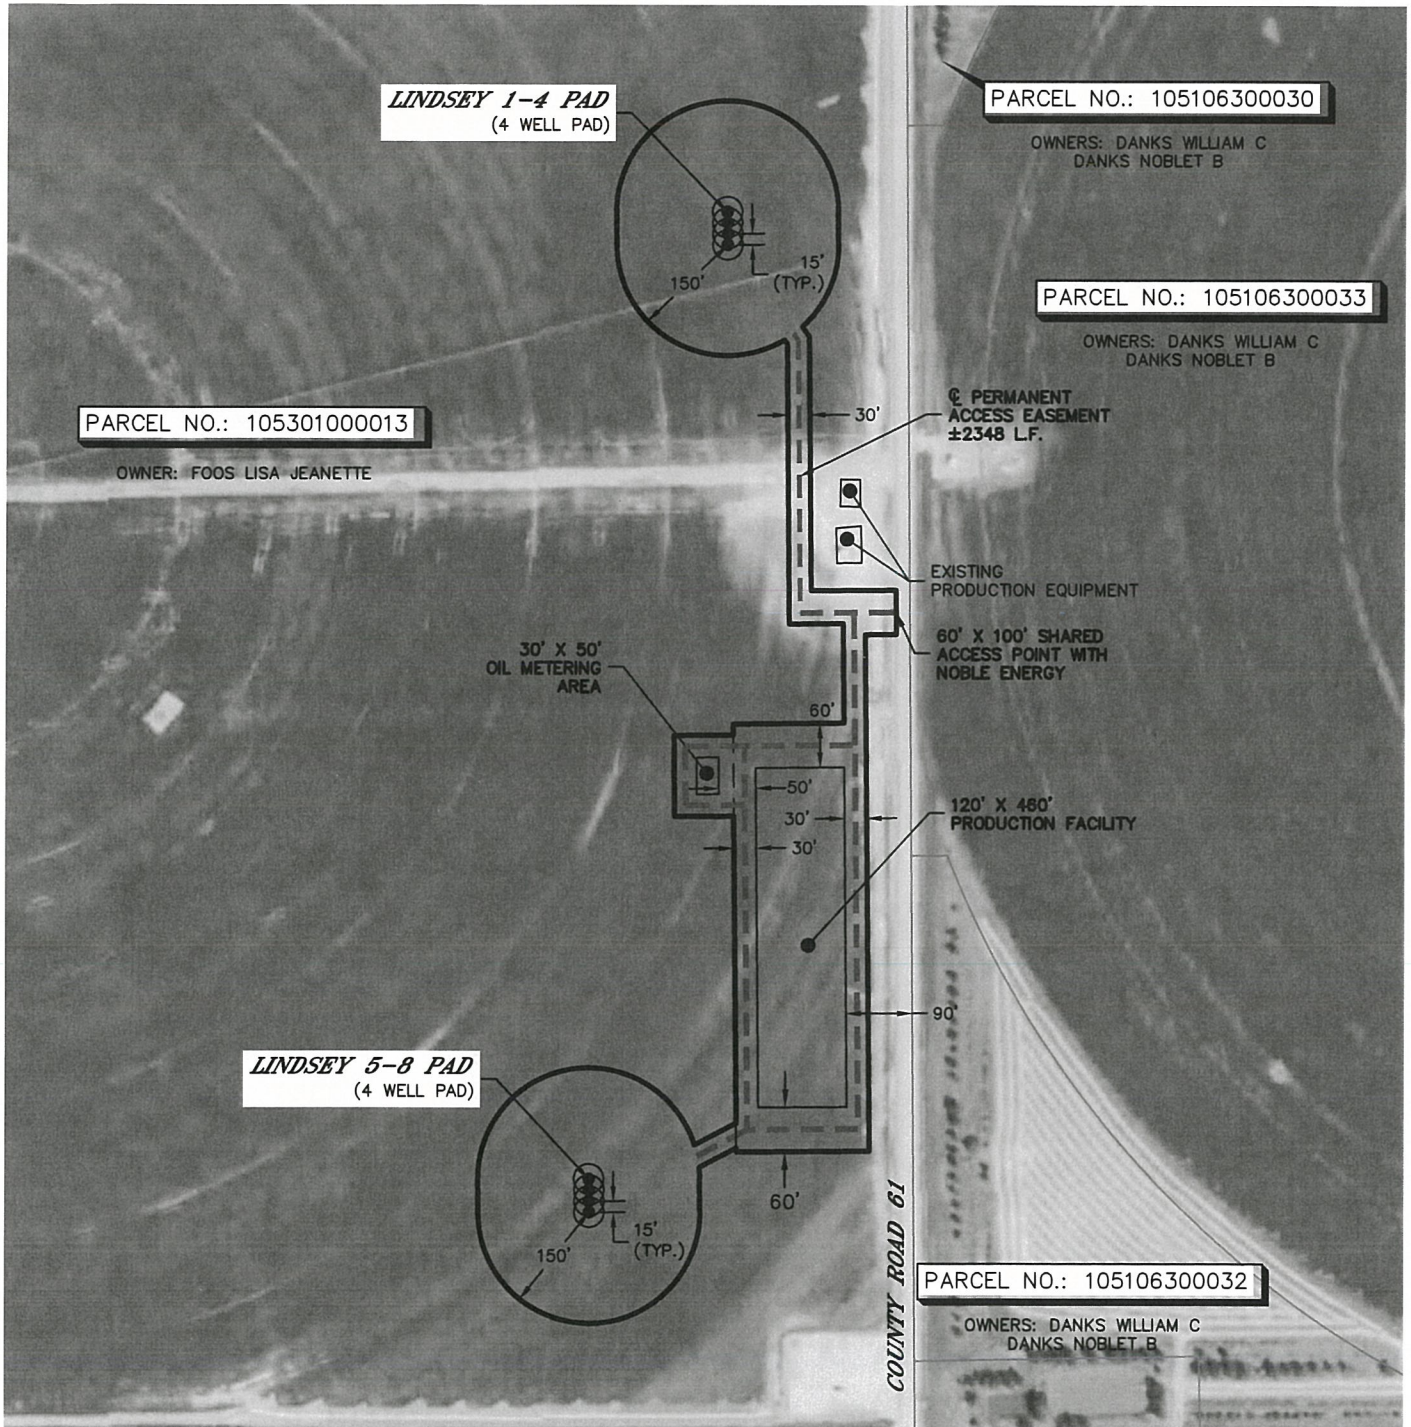 LINDSEY 1-4 PAD
(4 WELL PAD)
PARCEL NO.: 105106300030
OWNERS: DANKS WILLIAM C
DANKS NOBLET B
15'
(TYP.)
150'
PARCEL NO.: 105106300033
OWNERS: DANKS WILLIAM C
DANKS NOBLET B
℄ PERMANENT
ACCESS EASEMENT
±2348 L.F.
30'
PARCEL NO.: 105301000013
OWNER: FOOS LISA JEANETTE
EXISTING
PRODUCTION EQUIPMENT
60' X 100' SHARED
ACCESS POINT WITH
NOBLE ENERGY
30' X 50'
OIL METERING
AREA
60'
50'
30'
30'
120' X 460'
PRODUCTION FACILITY
90'
LINDSEY 5-8 PAD
(4 WELL PAD)
60'
15'
(TYP.)
150'
COUNTY ROAD 61
PARCEL NO.: 105106300032
OWNERS: DANKS WILLIAM C
DANKS NOBLET B